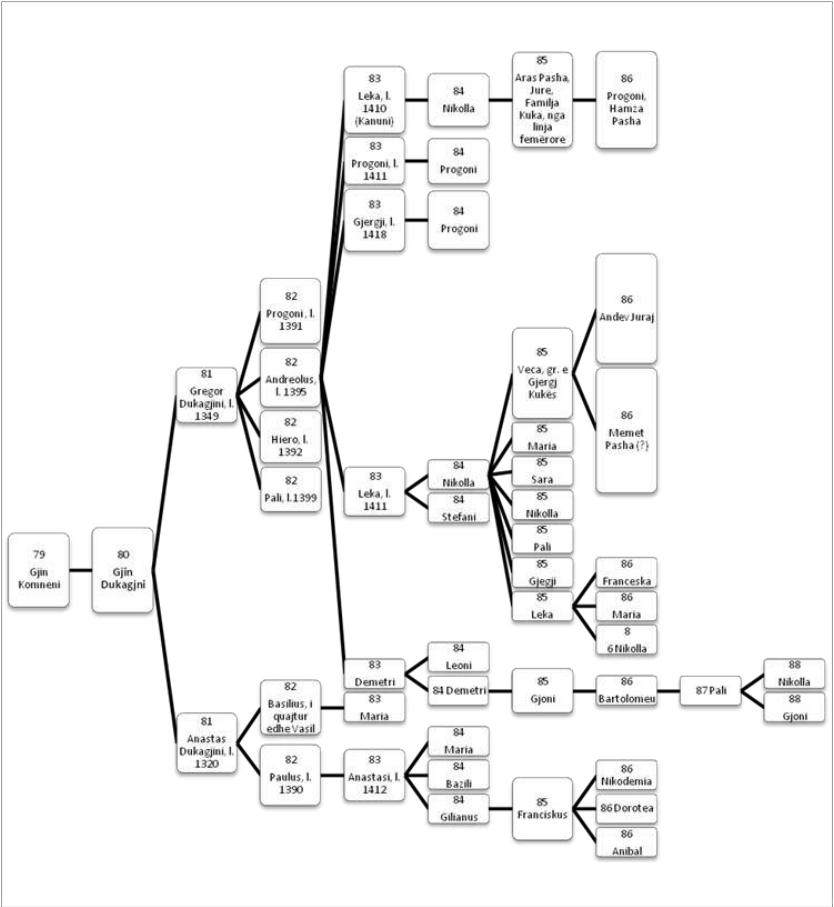 79
Gjin
Komneni
80
Gjin
Dukagjni
81
Gregor
Dukagjini, l.
1349
82
Progoni, l.
1391
82
Andreolus,
l. 1395
83
Leka, l.
1410
(Kanuni)
84
Nikolla
85
Aras Pasha,
Jure,
Familja
Kuka, nga
linja
femërore
86
Progoni,
Hamza
Pasha
83
Progoni, l.
1411
84
Progoni
83
Gjergji, l.
1418
84
Progoni
83
Leka, l.
1411
84
Nikolla
85
Veca, gr. e
Gjergj
Kukës
86
Andev Juraj
86
Memet
Pasha (?)
85
Maria
85
Sara
85
Nikolla
85
Pali
85
Gjegji
85
Leka
86
Franceska
86
Maria
8
6 Nikolla
84
Stefani
83
Demetri
84
Leoni
84 Demetri
85
Gjoni
86
Bartolomeu
87 Pali
88
Nikolla
88
Gjoni
82
Hiero, l.
1392
82
Pali, l.1399
81
Anastas
Dukagjini, l.
1320
82
Basilius, i
quajtur
edhe Vasil
83
Maria
82
Paulus, l.
1390
83
Anastasi, l.
1412
84
Maria
84
Bazili
84
Gilianus
85
Franciskus
86
Nikodemia
86 Dorotea
86
Anibal